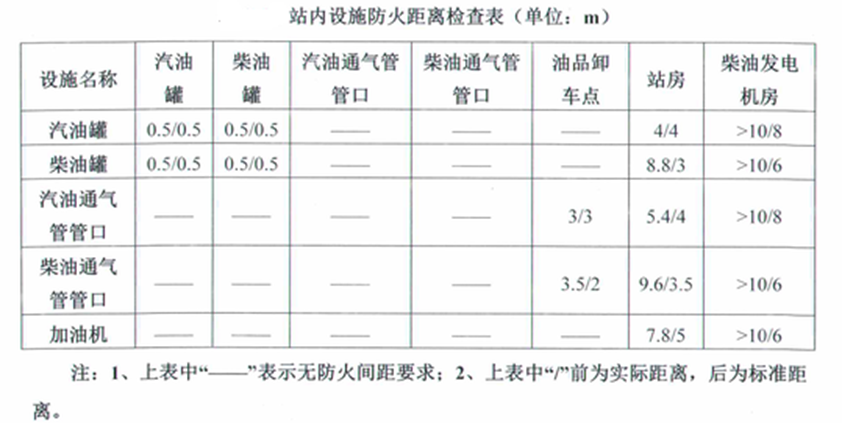 站内设施防火距离检查表（单位：m）
设施名称 汽油罐 柴油罐 汽油通气管管口 柴油通气管管口 油品卸车点 站房 柴油发电机房
汽油罐 0.5/0.5 0.5/0.5 —— —— —— 4/4 >10/8
柴油罐 0.5/0.5 0.5/0.5 —— —— —— 8.8/3 >10/6
汽油通气管管口 —— —— —— —— 3/3 5.4/4 >10/8
柴油通气管管口 —— —— —— —— 3.5/2 9.6/3.5 >10/6
加油机 —— —— —— —— —— 7.8/5 >10/6
注：1、上表中“——”表示无防火间距要求；2、上表中“/”前为实际距离，后为标准距
离。